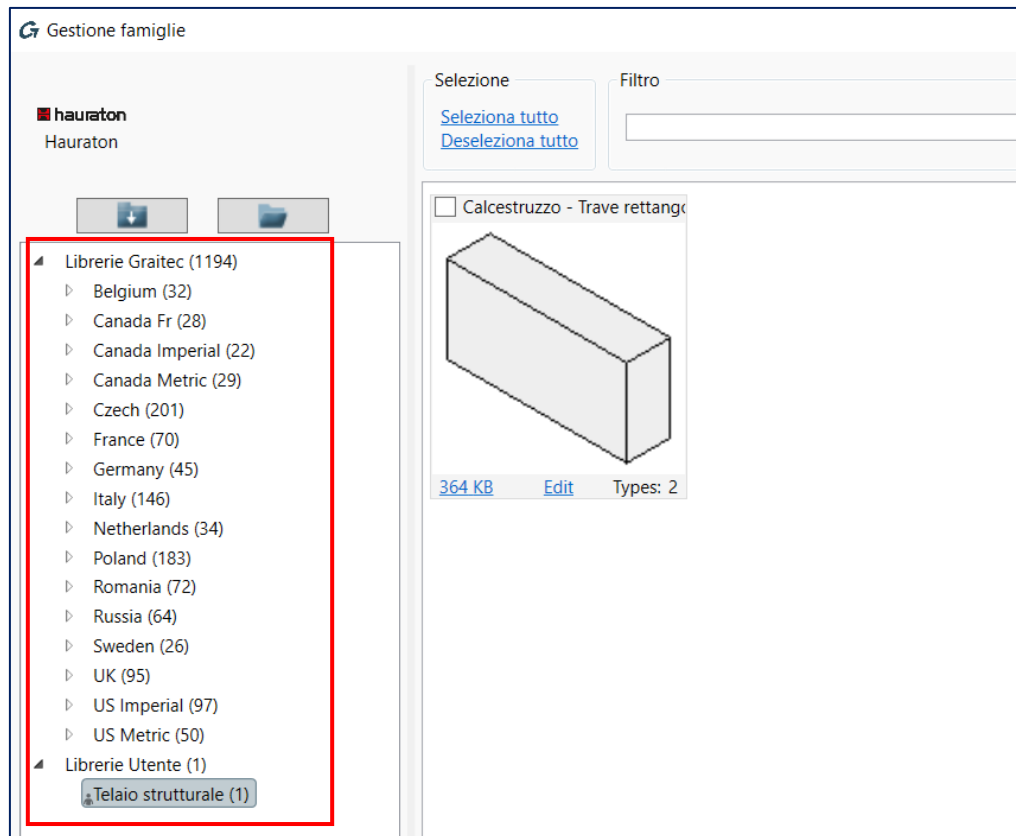 Gestione famiglie
hauraton
Hauraton
Selezione
Seleziona tutto
Deseleziona tutto
Filtro
Librerie Graitec (1194)
Belgium (32)
Canada Fr (28)
Canada Imperial (22)
Canada Metric (29)
Czech (201)
France (70)
Germany (45)
Italy (146)
Netherlands (34)
Poland (183)
Romania (72)
Russia (64)
Sweden (26)
UK (95)
US Imperial (97)
US Metric (50)
Librerie Utente (1)
Telaio strutturale (1)
Calcestruzzo - Trave rettango
364 KB Edit Types: 2